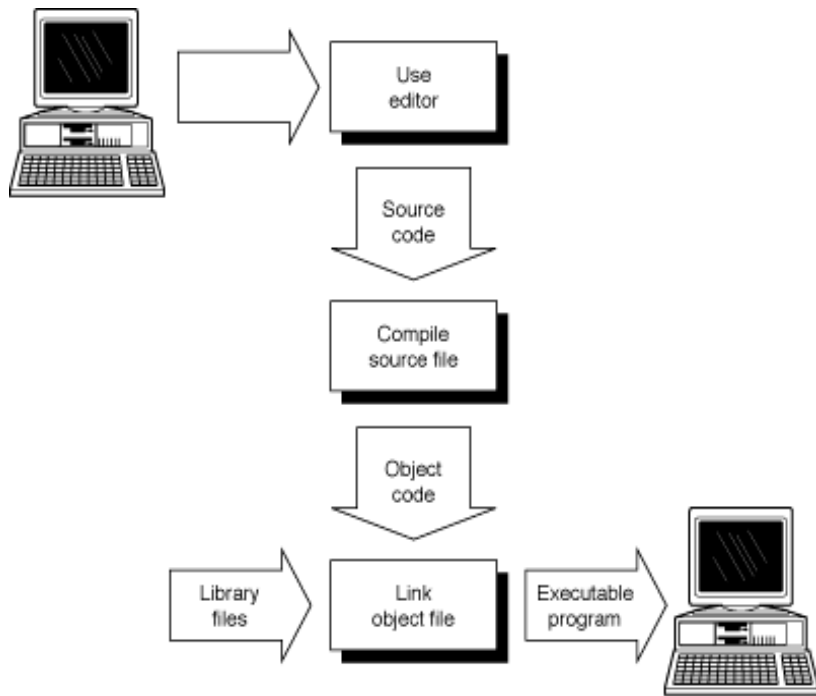 Use
editor
Source
code
Compile
source file
Object
code
Library
files
Link
object file
Executable
program